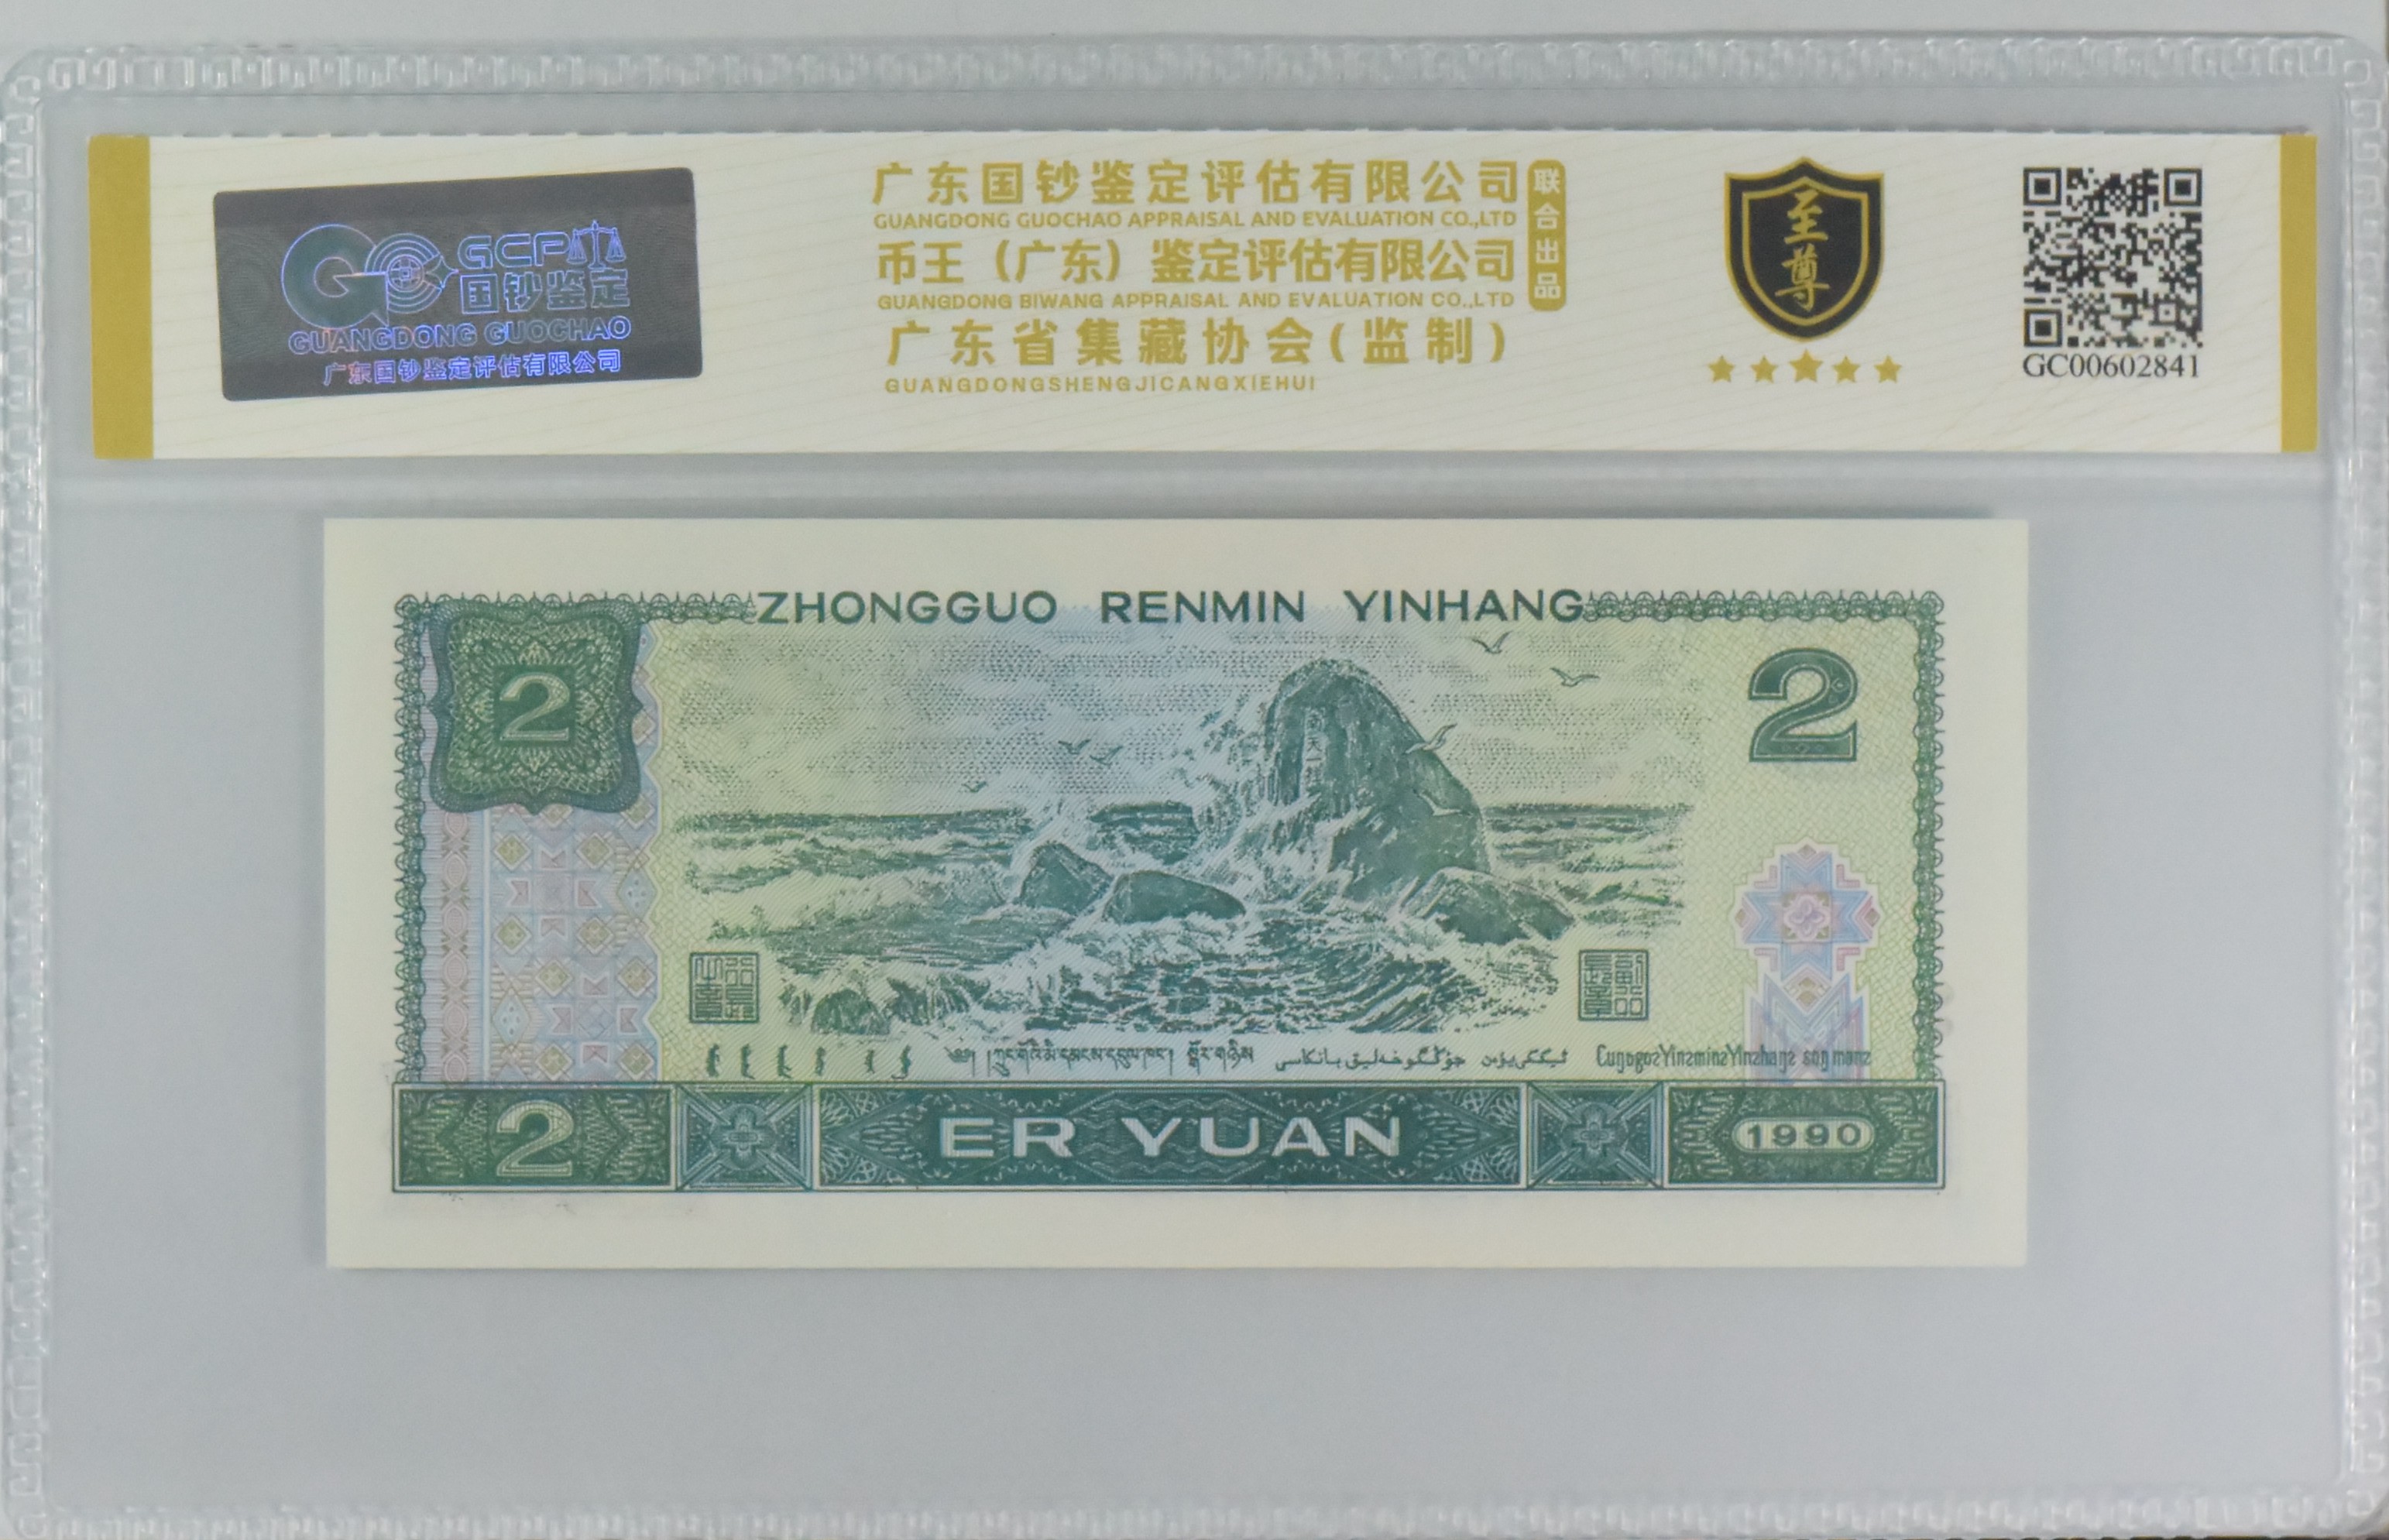 GCP
国钞鉴定
GUANGDONG GUOCHAO
广东国钞鉴定评估有限公司
广东国钞鉴定评估有限公司
GUANGDONG GUOCHAO APPRAISAL AND EVALUATION CO.,LTD
币王（广东）鉴定评估有限公司
GUANGDONG BIWANG APPRAISAL AND EVALUATION CO.,LTD
广东省集藏协会(监制)
GUANGDONGSHENGJICANGXIEHUI
联合出品
至尊
GC00602841
ZHONGGUO RENMIN YINHANG
2
2
天一
2
ER YUAN
1990